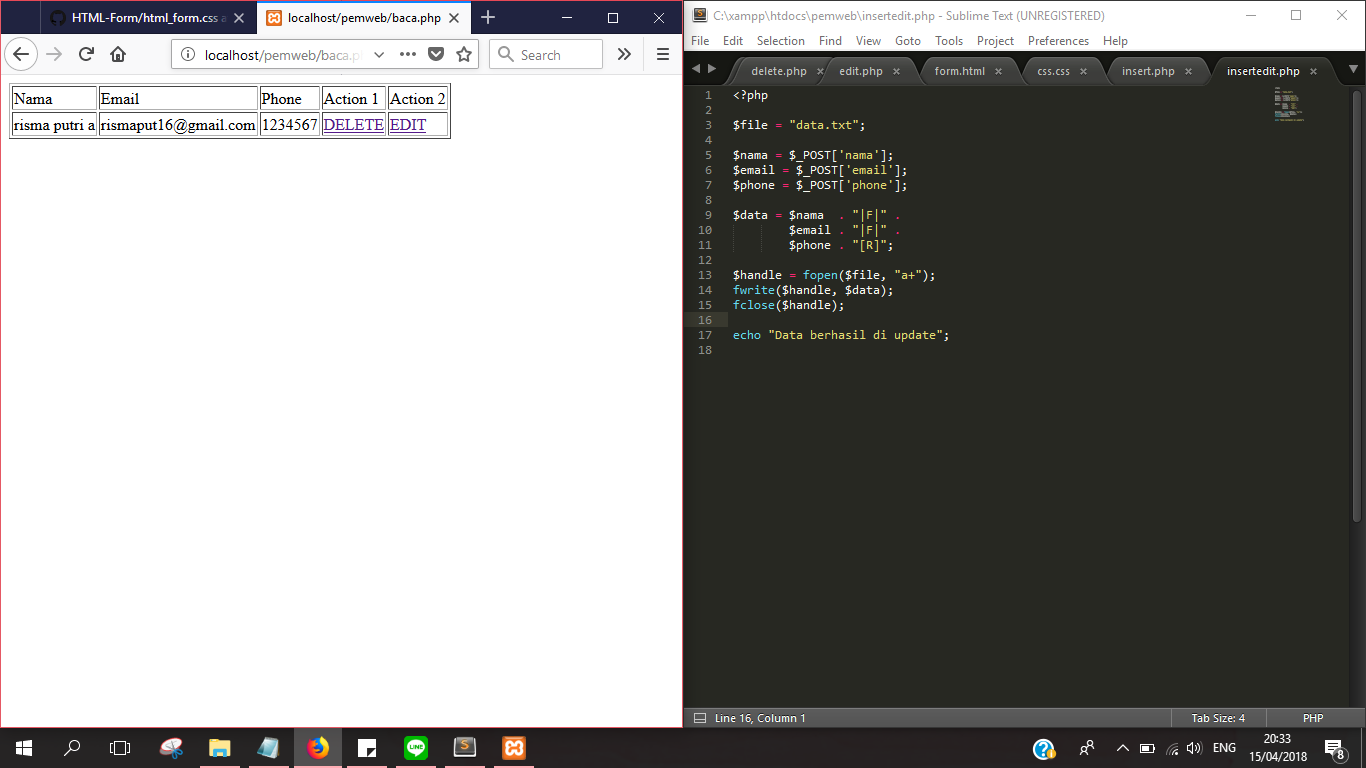 HTML-Form/html_form.css a
localhost/pemweb/baca.php
localhost/pemweb/baca.p
Search
Nama Email Phone Action 1 Action 2
risma putri a rismaput16@gmail.com 1234567 DELETE EDIT
C:\xampp\htdocs\pemweb\insertedit.php - Sublime Text (UNREGISTERED)
File Edit Selection Find View Goto Tools Project Preferences Help
delete.php edit.php form.html css.css insert.php insertedit.php
1 <?php
2
3 $file = "data.txt";
4
5 $nama = $_POST['nama'];
6 $email = $_POST['email'];
7 $phone = $_POST['phone'];
8
9 $data = $nama  . "|F|" .
10         $email . "|F|" .
11         $phone . "[R]";
12
13 $handle = fopen($file, "a+");
14 fwrite($handle, $data);
15 fclose($handle);
16
17 echo "Data berhasil di update";
18
Line 16, Column 1 Tab Size: 4 PHP
LINE
ENG
20:33
15/04/2018
8